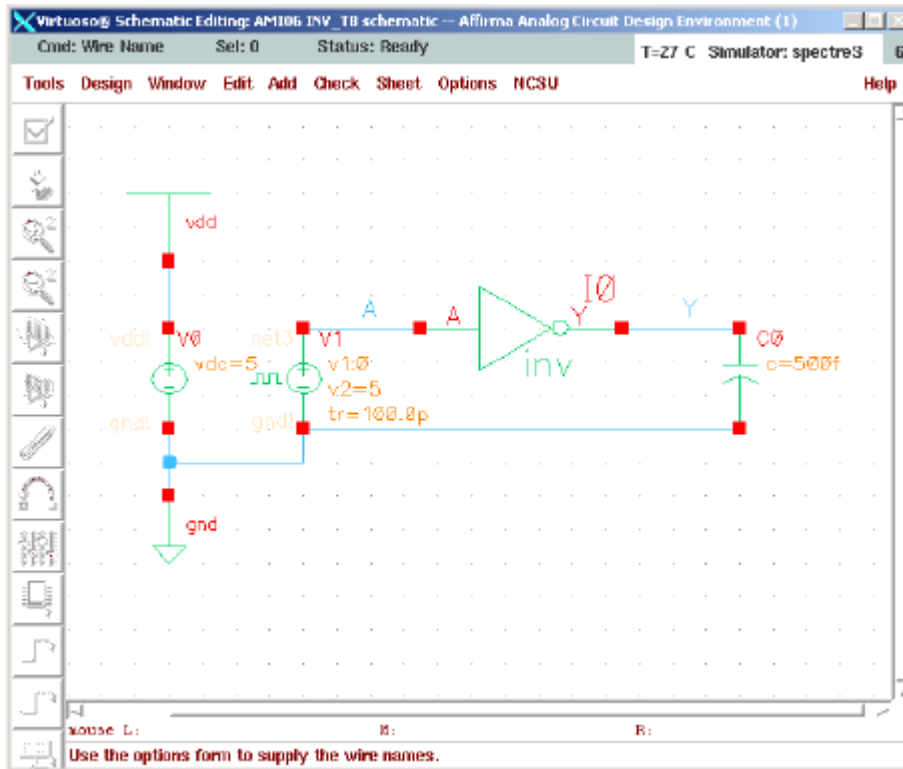 Virtuoso® Schematic Editing: AMI06 INV_TB schematic -- Affirma Analog Circuit Design Environment (1)
Cmd: Wire Name Sel: 0 Status: Ready T=27 C Simulator: spectreS 6
Tools Design Window Edit Add Check Sheet Options NCSU Help
vdd
I0
A
A
Y
Y
vdd!
V0
net3
V1
C0
vdc=5
v1:0
c=500f
inv
v2=5
gnd!
gnd!
tr=100.0p
gnd
mouse L: M: R:
Use the options form to supply the wire names.